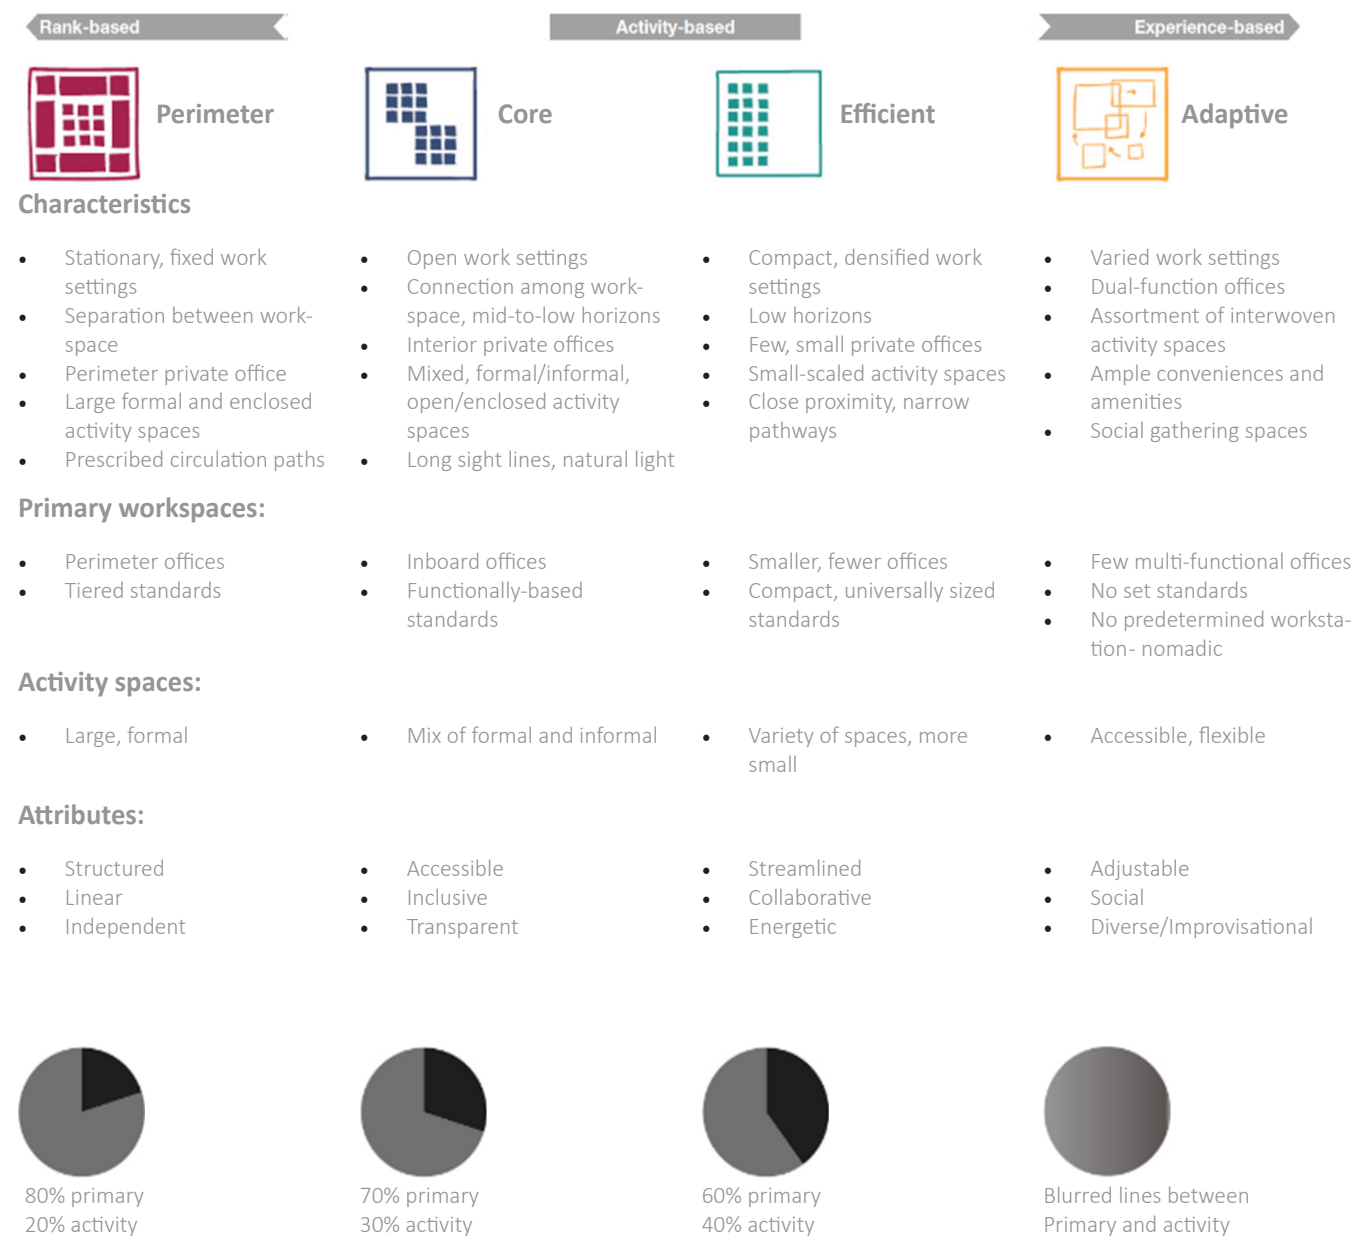 Rank-based
Activity-based
Experience-based
Perimeter
Core
Efficient
Adaptive
Characteristics
• Stationary, fixed work
settings
• Separation between work-
space
• Perimeter private office
• Large formal and enclosed
activity spaces
• Prescribed circulation paths
• Open work settings
• Connection among work-
space, mid-to-low horizons
• Interior private offices
• Mixed, formal/informal,
open/enclosed activity
spaces
• Long sight lines, natural light
• Compact, densified work
settings
• Low horizons
• Few, small private offices
• Small-scaled activity spaces
• Close proximity, narrow
pathways
• Varied work settings
• Dual-function offices
• Assortment of interwoven
activity spaces
• Ample conveniences and
amenities
• Social gathering spaces
Primary workspaces:
• Perimeter offices
• Tiered standards
• Inboard offices
• Functionally-based
standards
• Smaller, fewer offices
• Compact, universally sized
standards
• Few multi-functional offices
• No set standards
• No predetermined worksta-
tion- nomadic
Activity spaces:
• Large, formal
• Mix of formal and informal
• Variety of spaces, more
small
• Accessible, flexible
Attributes:
• Structured
• Linear
• Independent
• Accessible
• Inclusive
• Transparent
• Streamlined
• Collaborative
• Energetic
• Adjustable
• Social
• Diverse/Improvisational
80% primary
20% activity
70% primary
30% activity
60% primary
40% activity
Blurred lines between
Primary and activity